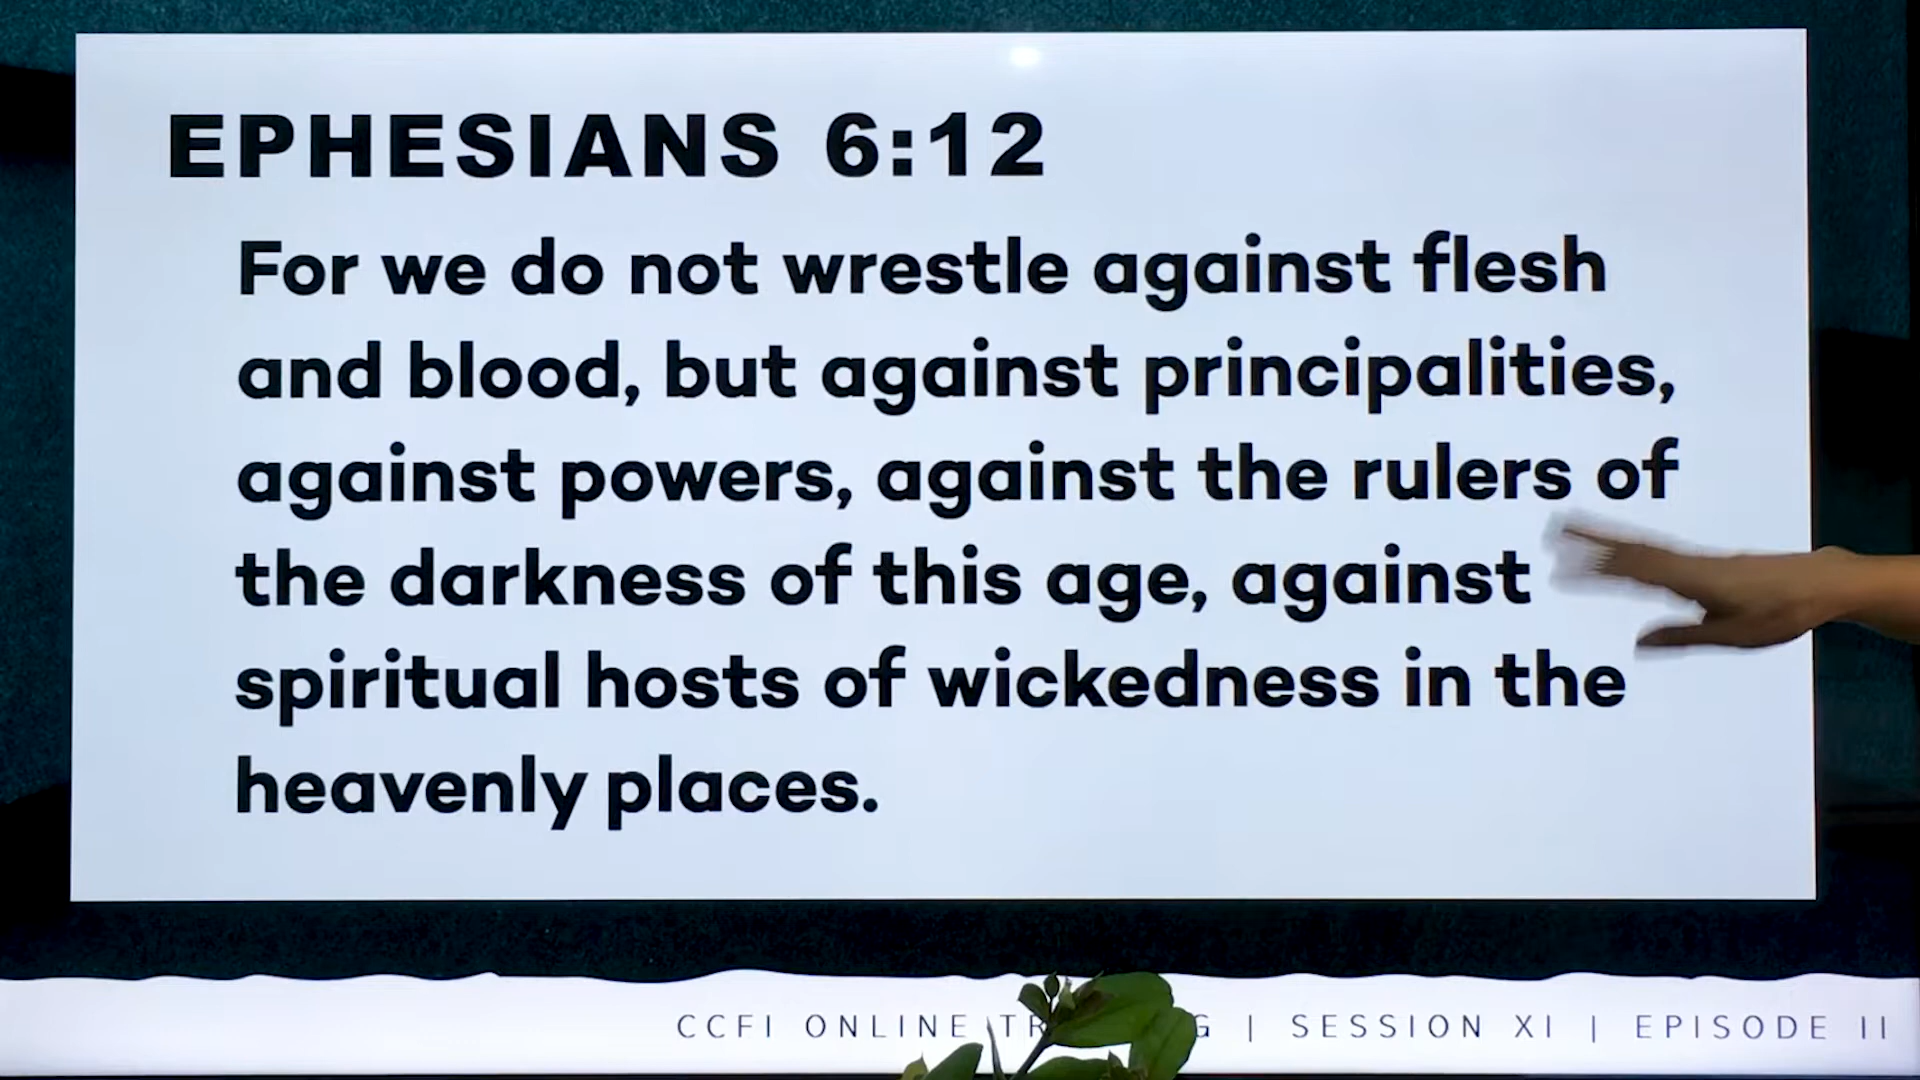 EPHESIANS 6:12
For we do not wrestle against flesh
and blood, but against principalities,
against powers, against the rulers of
the darkness of this age, against
spiritual hosts of wickedness in the
heavenly places.
CCFI ONLINE | SESSION XI | EPISODE II